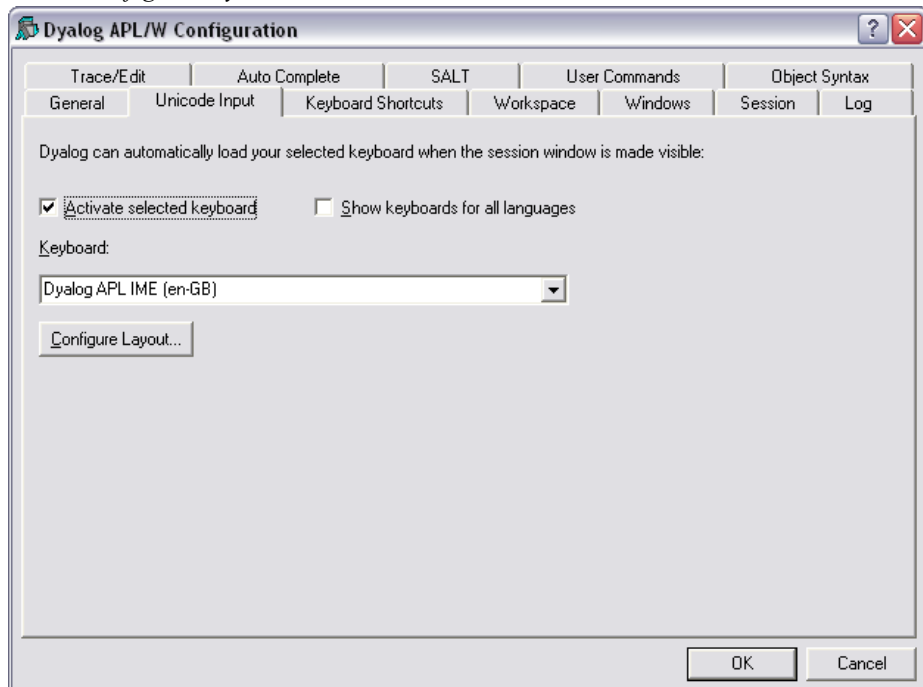 Dyalog APL/W Configuration
Trace/Edit Auto Complete SALT User Commands Object Syntax
General Unicode Input Keyboard Shortcuts Workspace Windows Session Log
Dyalog can automatically load your selected keyboard when the session window is made visible:
Activate selected keyboard Show keyboards for all languages
Keyboard:
Dyalog APL IME (en-GB)
Configure Layout...
OK Cancel